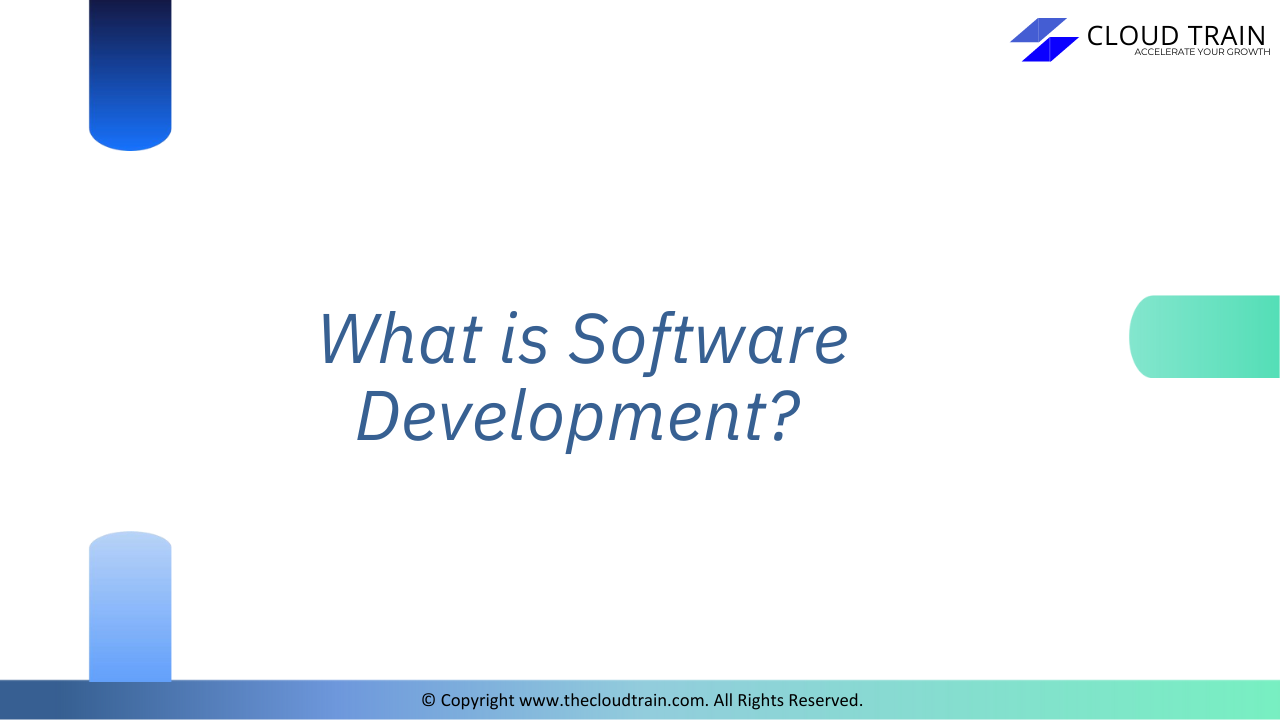 CLOUD TRAIN
ACCELERATE YOUR GROWTH
What is Software
Development?
© Copyright www.thecloudtrain.com. All Rights Reserved.